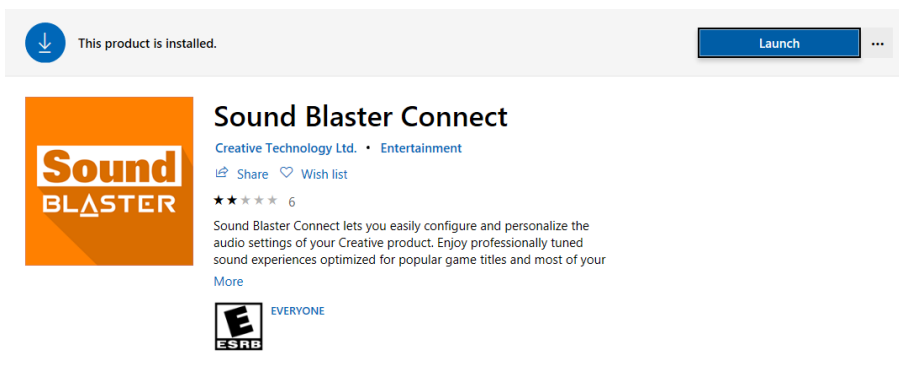 This product is installed.
Launch
...
Sound
BLASTER
Sound Blaster Connect
Creative Technology Ltd. • Entertainment
Share Wish list
6
Sound Blaster Connect lets you easily configure and personalize the
audio settings of your Creative product. Enjoy professionally tuned
sound experiences optimized for popular game titles and most of your
More
E
ESRB
EVERYONE